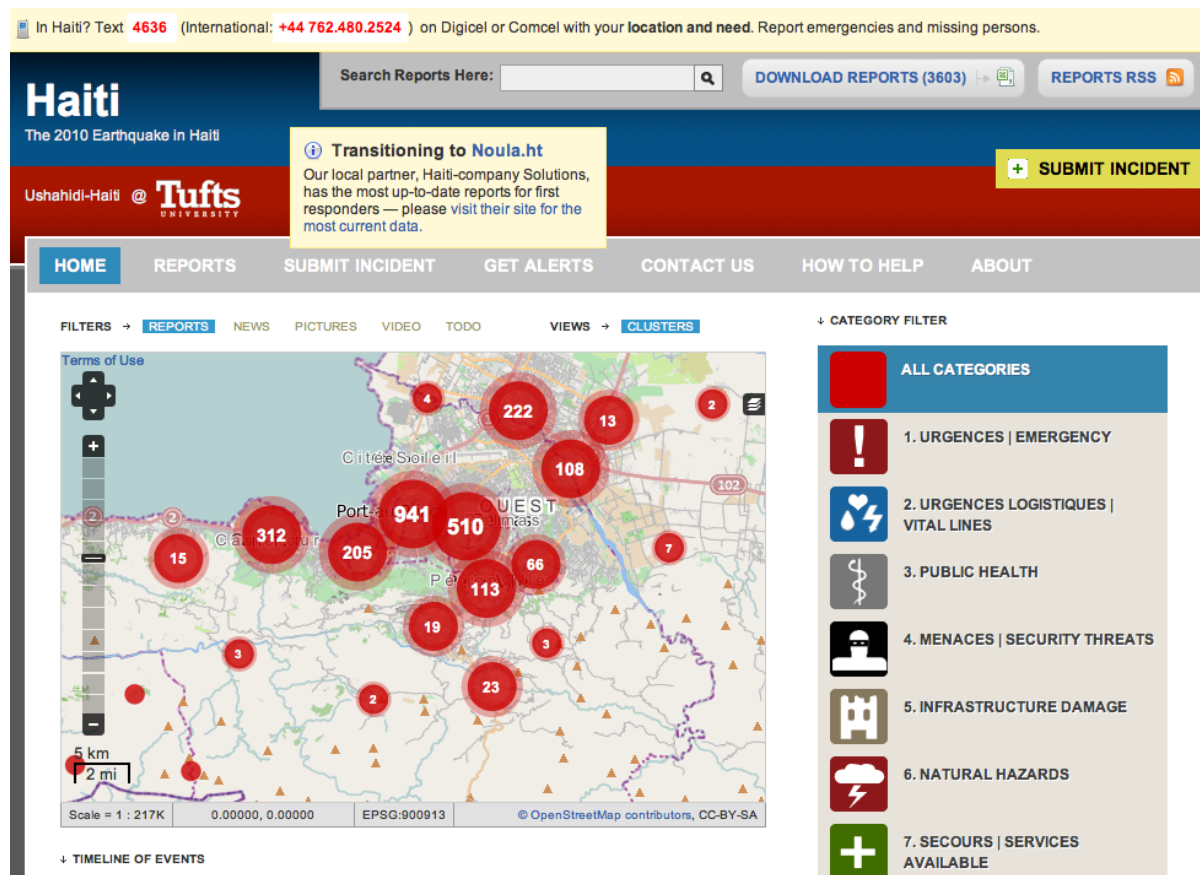 In Haiti? Text 4636 (International: +44 762.480.2524 ) on Digicel or Comcel with your location and need. Report emergencies and missing persons.
Search Reports Here:
DOWNLOAD REPORTS (3603)
REPORTS RSS
Haiti
The 2010 Earthquake in Haiti
Transitioning to Noula.ht
Our local partner, Haiti-company Solutions,
has the most up-to-date reports for first
responders — please visit their site for the
most current data.
SUBMIT INCIDENT
Ushahidi-Haiti @ Tufts
UNIVERSITY
HOME REPORTS SUBMIT INCIDENT GET ALERTS CONTACT US HOW TO HELP ABOUT
FILTERS → REPORTS NEWS PICTURES VIDEO TODO VIEWS → CLUSTERS
Terms of Use
4
222
13
2
Cité Soleil
108
102
OUEST
941
510
312
205
2
2
15
66
7
113
19
3
3
23
2
5 km
2 mi
Scale = 1 : 217K
0.00000, 0.00000
EPSG:900913
© OpenStreetMap contributors, CC-BY-SA
↓ TIMELINE OF EVENTS
↓ CATEGORY FILTER
ALL CATEGORIES
1. URGENCES | EMERGENCY
2. URGENCES LOGISTIQUES |
VITAL LINES
3. PUBLIC HEALTH
4. MENACES | SECURITY THREATS
5. INFRASTRUCTURE DAMAGE
6. NATURAL HAZARDS
7. SECOURS | SERVICES
AVAILABLE